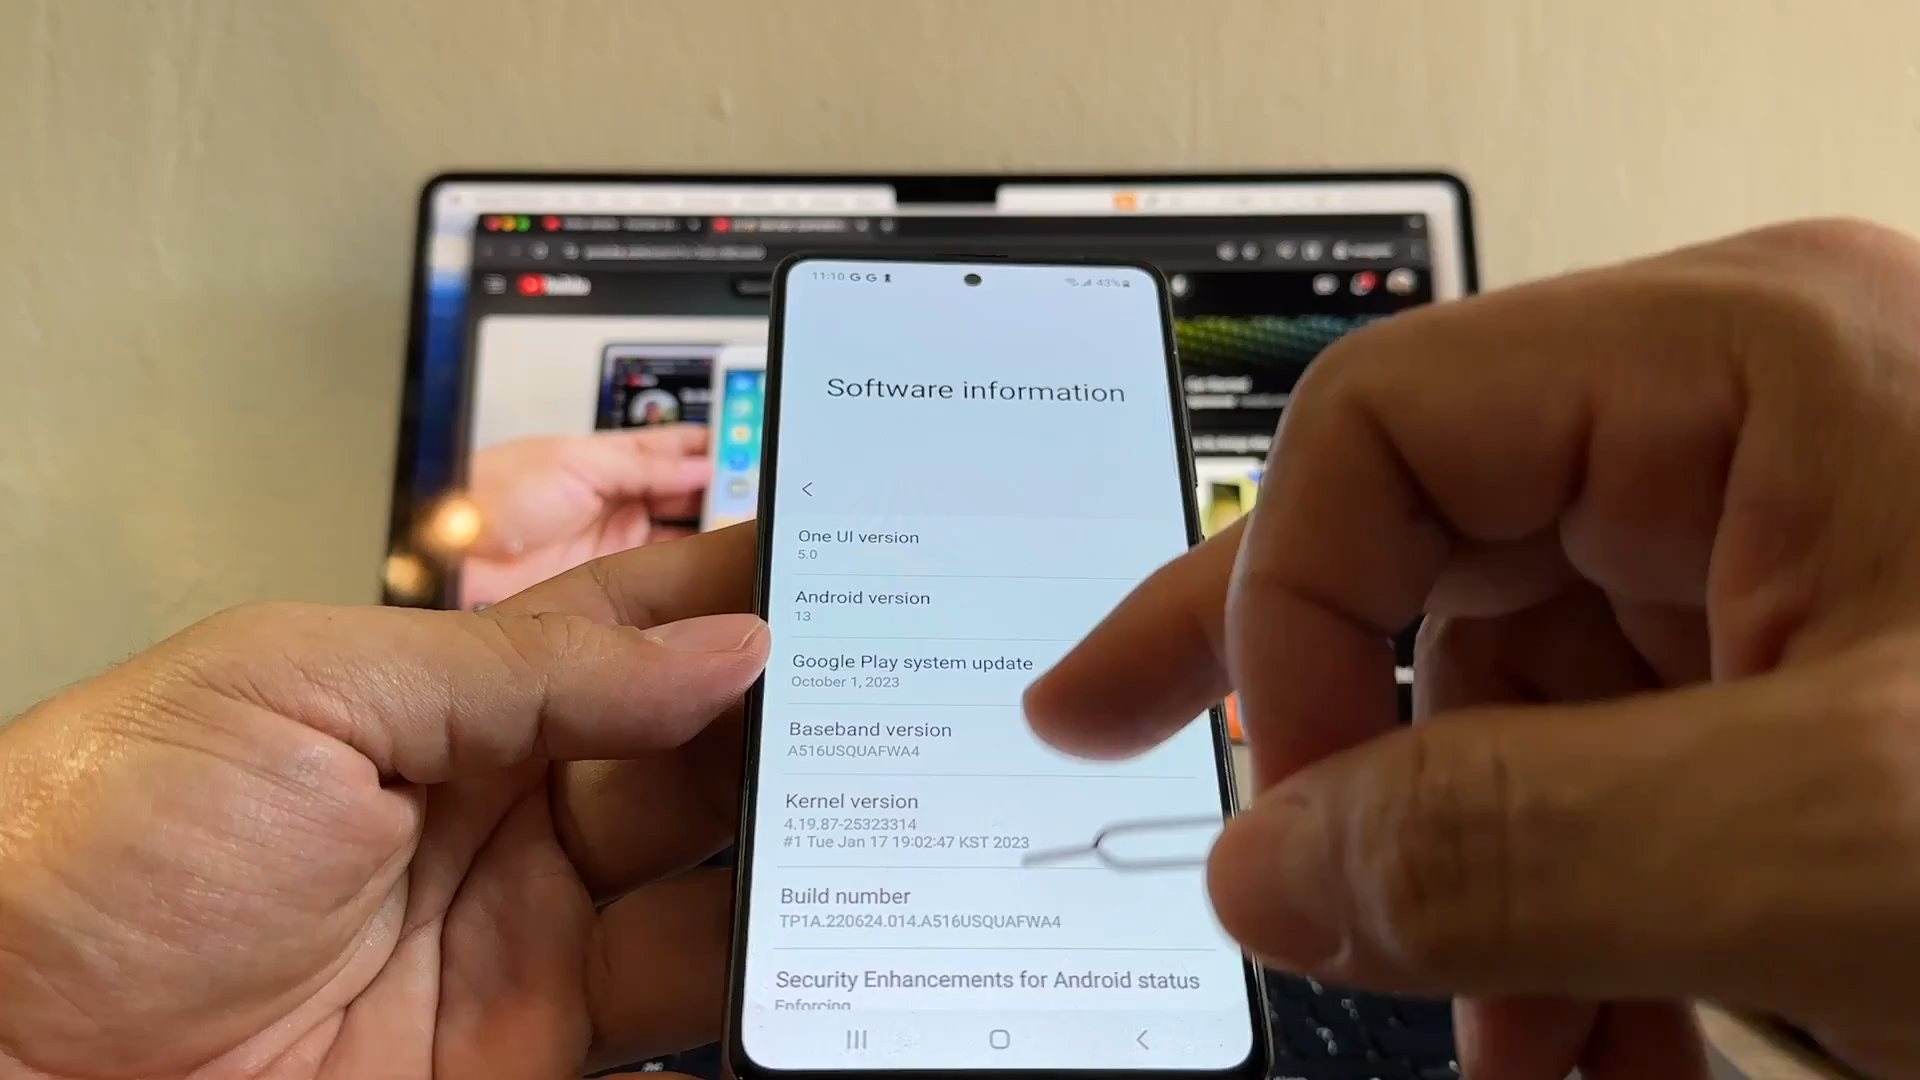 11:10 G G 43%
Software information
One UI version
5.0
Android version
13
Google Play system update
October 1, 2023
Baseband version
A516USQUAFWA4
Kernel version
4.19.87-25323314
#1 Tue Jan 17 19:02:47 KST 2023
Build number
TP1A.220624.014.A516USQUAFWA4
Security Enhancements for Android status
Enforcing